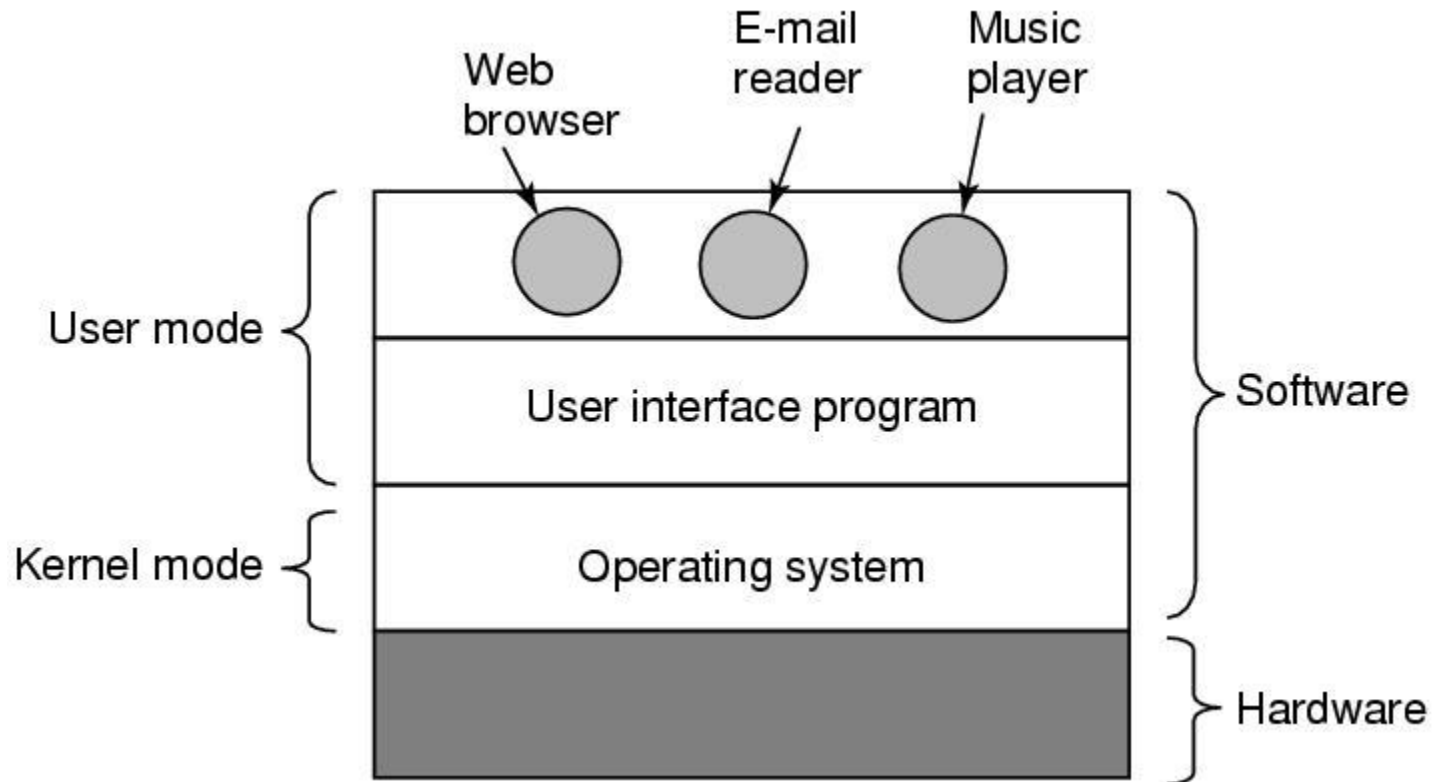 E-mail
reader
Music
player
Web
browser
User mode
User interface program
Software
Kernel mode
Operating system
Hardware